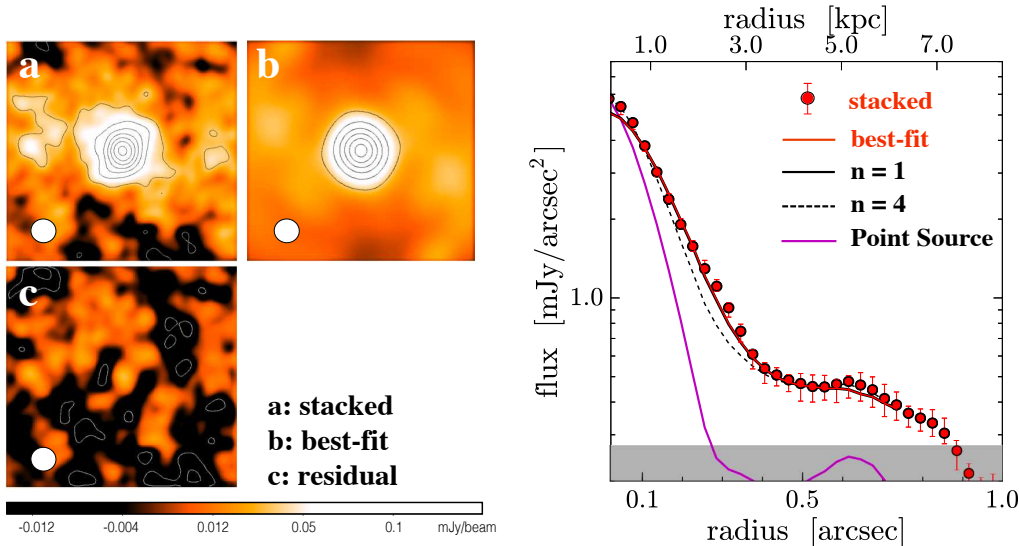 a
b
c
a: stacked
b: best-fit
c: residual
-0.012 -0.004 0.012 0.05 0.1 mJy/beam
radius [kpc]
1.0 3.0 5.0 7.0
flux [mJy/arcsec²]
1.0
stacked
best-fit
n = 1
n = 4
Point Source
0.1 0.5 1.0
radius [arcsec]